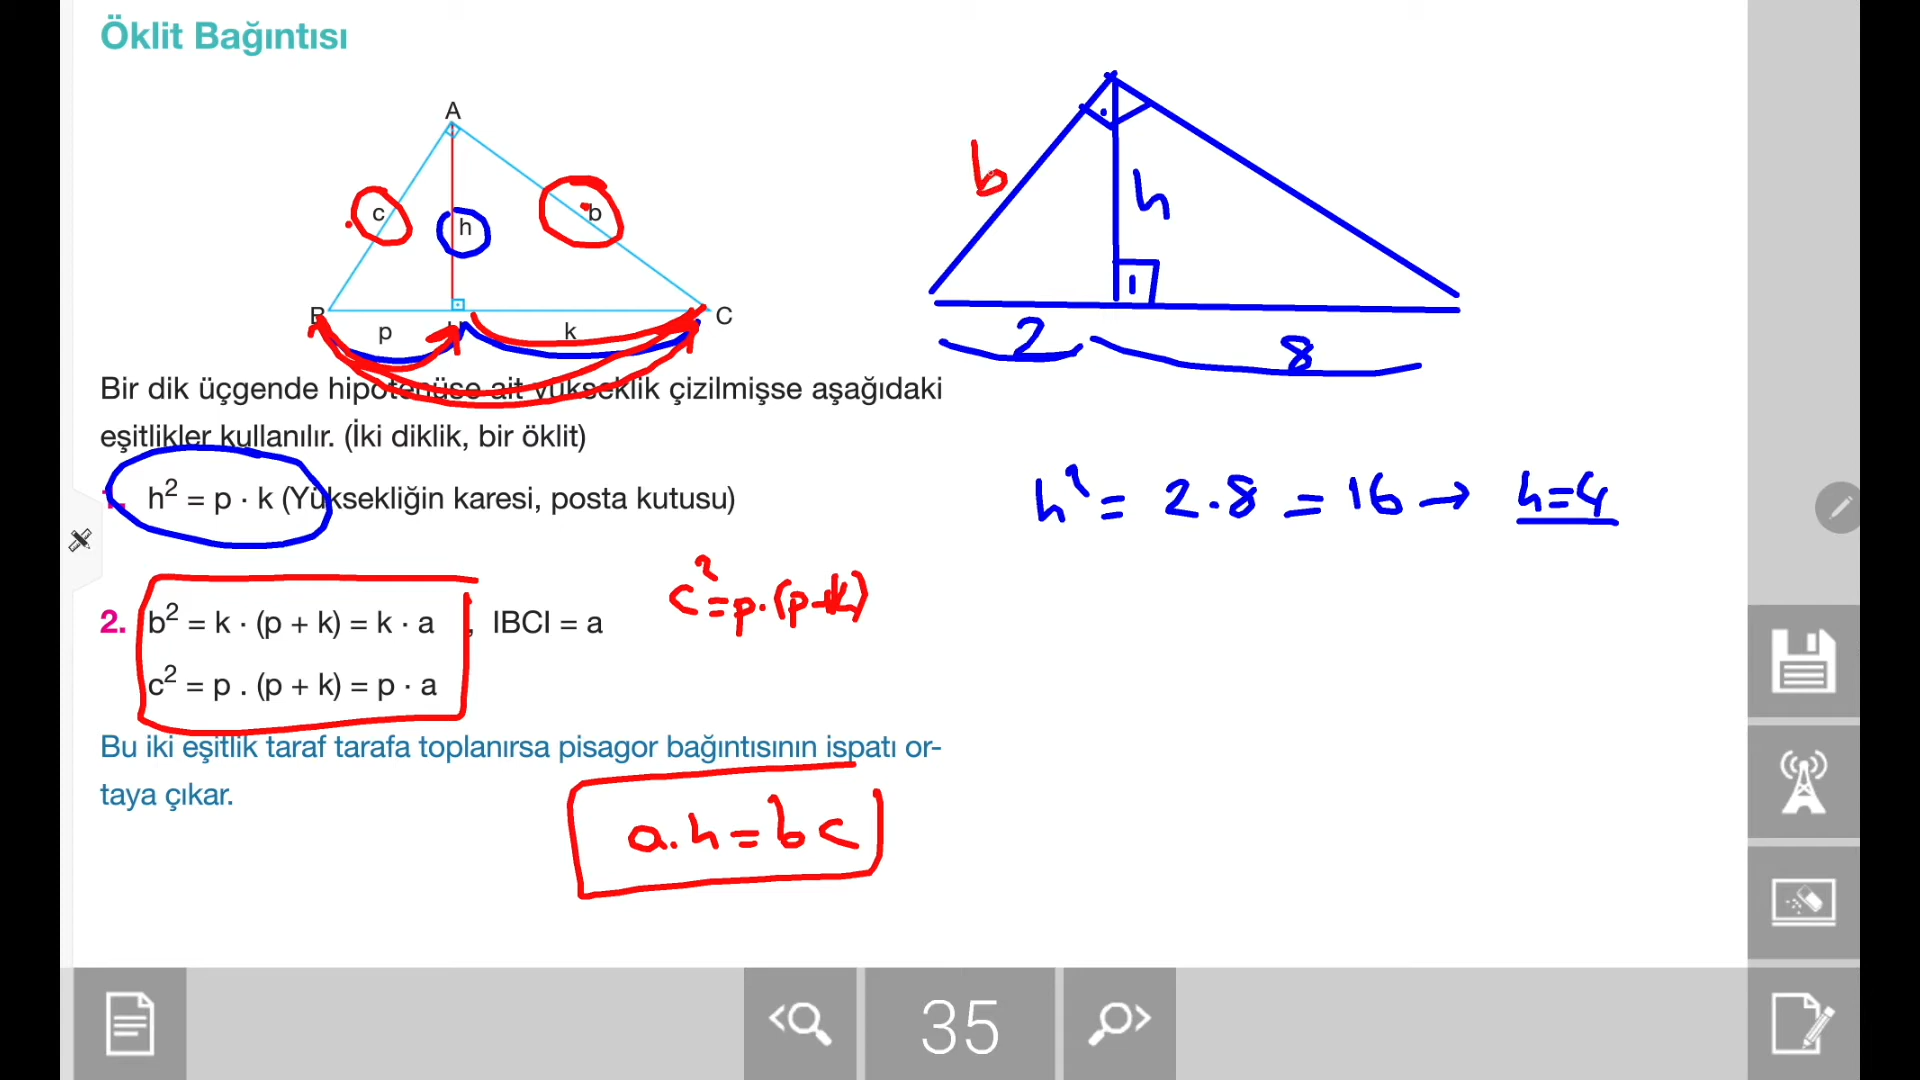 Öklit Bağıntısı
A
c
h
b
B
p
k
C
b
h
2
8
Bir dik üçgende hipotenüse ait yükseklik çizilmişse aşağıdaki
eşitlikler kullanılır. (İki diklik, bir öklit)
h² = p · k (Yüksekliğin karesi, posta kutusu)
h² = 2.8 = 16 → h=4
c² = p.(p+k)
2. b² = k · (p + k) = k · a , IBCI = a
c² = p . (p + k) = p · a
Bu iki eşitlik taraf tarafa toplanırsa pisagor bağıntısının ispatı or-
taya çıkar.
a.h=bc
35